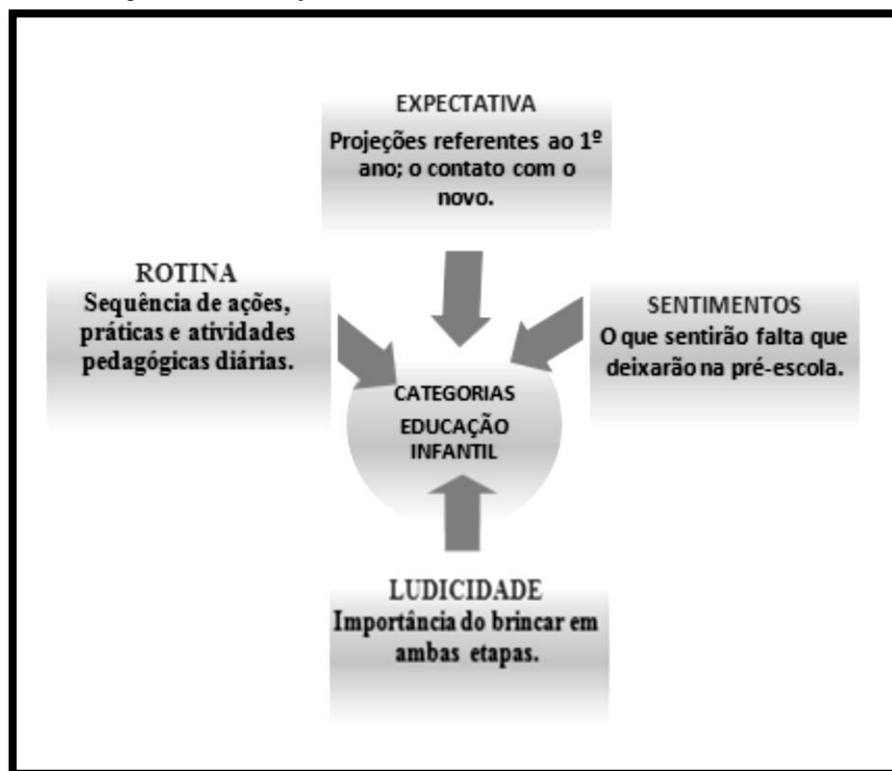 EXPECTATIVA
Projeções referentes ao 1º
ano; o contato com o
novo.
ROTINA
Sequência de ações,
práticas e atividades
pedagógicas diárias.
SENTIMENTOS
O que sentirão falta que
deixarão na pré-escola.
CATEGORIAS
EDUCAÇÃO
INFANTIL
LUDICIDADE
Importância do brincar em
ambas etapas.